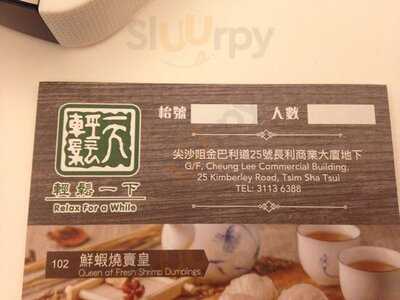 Sluurpy
枱號
人數
輕鬆一下
Relax For a While
尖沙咀金巴利道25號長利商業大廈地下
G/F, Cheung Lee Commercial Building,
25 Kimberley Road, Tsim Sha Tsui
TEL: 3113 6388
102 鮮蝦燒賣皇
Queen of Fresh Shrimp Dumplings